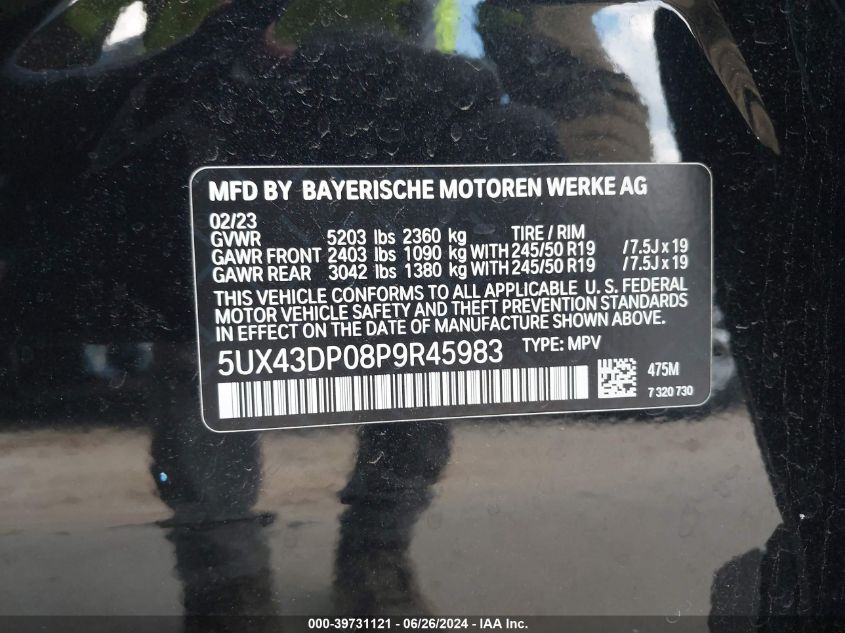 MFD BY BAYERISCHE MOTOREN WERKE AG
02/23
GVWR 5203 lbs 2360 kg TIRE / RIM
GAWR FRONT 2403 lbs 1090 kg WITH 245/50 R19 /7.5J x 19
GAWR REAR 3042 lbs 1380 kg WITH 245/50 R19 /7.5J x 19
THIS VEHICLE CONFORMS TO ALL APPLICABLE U. S. FEDERAL
MOTOR VEHICLE SAFETY AND THEFT PREVENTION STANDARDS
IN EFFECT ON THE DATE OF MANUFACTURE SHOWN ABOVE.
5UX43DP08P9R45983 TYPE: MPV
475M
7 320 730
000-39731121 - 06/26/2024 - IAA Inc.